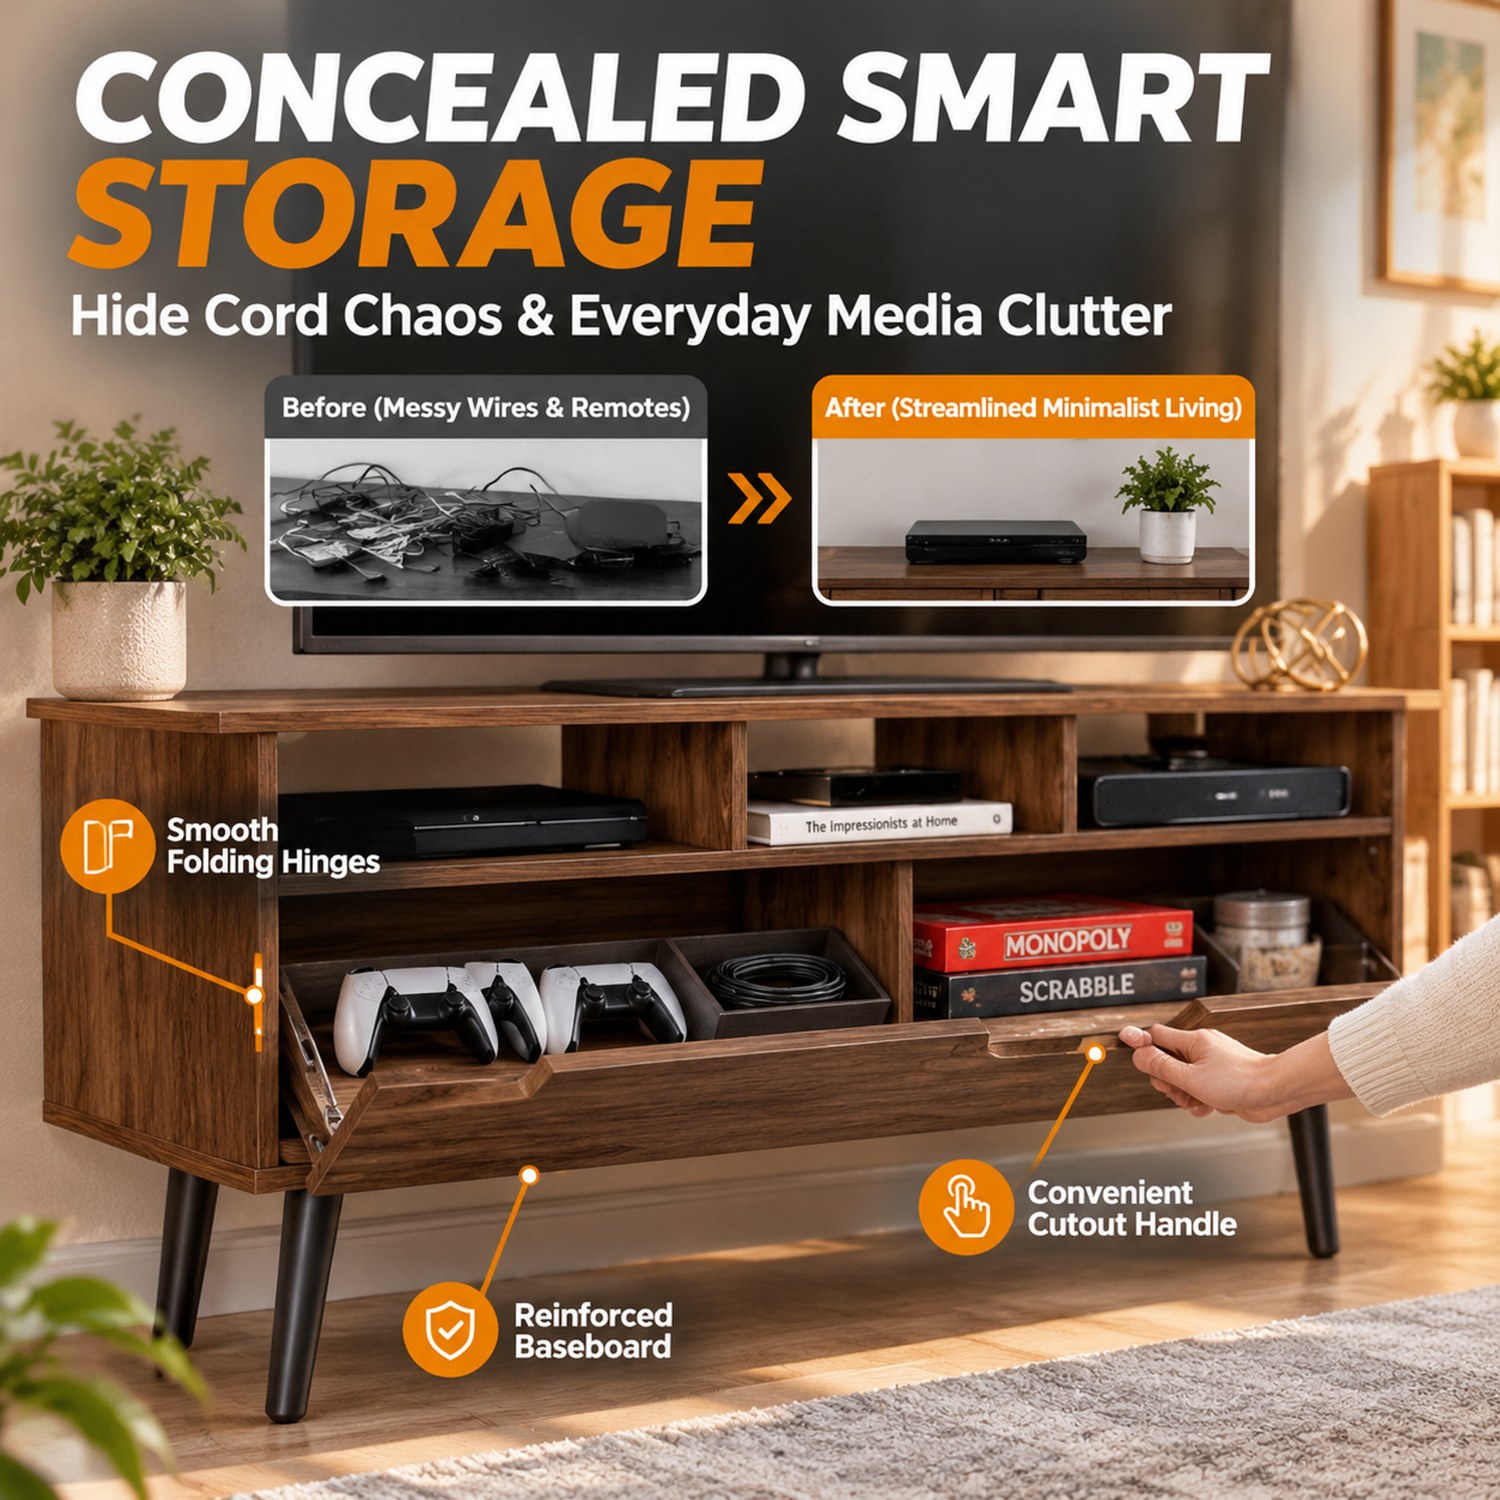 CONCEALED SMART
STORAGE
Hide Cord Chaos & Everyday Media Clutter
Before (Messy Wires & Remotes)
After (Streamlined Minimalist Living)
The Impressionists at Home
Smooth
Folding Hinges
MONOPOLY
SCRABBLE
Convenient
Cutout Handle
Reinforced
Baseboard